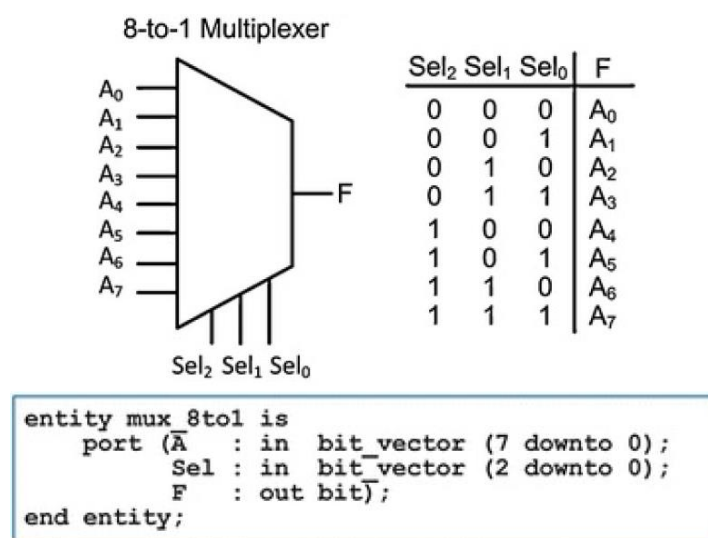 8-to-1 Multiplexer
A₀
A₁
A₂
A₃
A₄
A₅
A₆
A₇
F
Sel₂ Sel₁ Sel₀
Sel₂ Sel₁ Sel₀ F
0 0 0 A₀
0 0 1 A₁
0 1 0 A₂
0 1 1 A₃
1 0 0 A₄
1 0 1 A₅
1 1 0 A₆
1 1 1 A₇
entity mux_8to1 is
    port (A   : in  bit_vector (7 downto 0);
          Sel : in  bit_vector (2 downto 0);
          F   : out bit);
end entity;